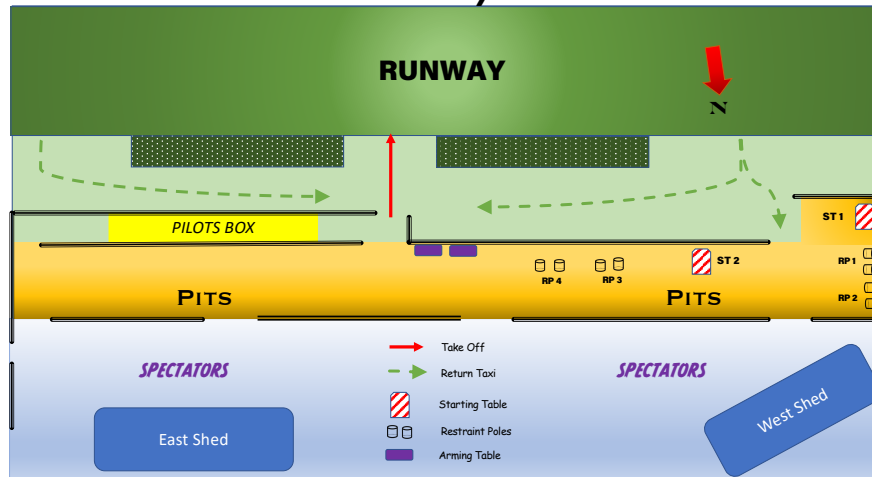 RUNWAY
N
PILOTS BOX
ST 1
ST 2
RP 1
RP 4
RP 3
RP 2
PITS
PITS
SPECTATORS
SPECTATORS
Take Off
Return Taxi
Starting Table
Restraint Poles
Arming Table
East Shed
West Shed